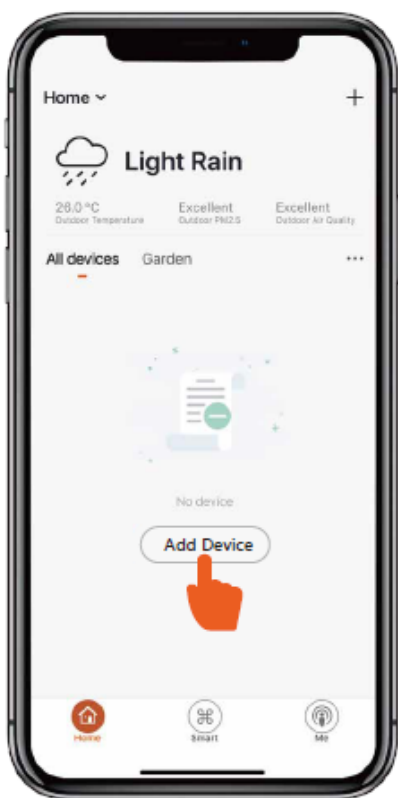 Home
Light Rain
26.0 °C Excellent Excellent
Outdoor Temperature Outdoor PM2.5 Outdoor Air Quality
All devices Garden
No device
Add Device
Home Smart Me